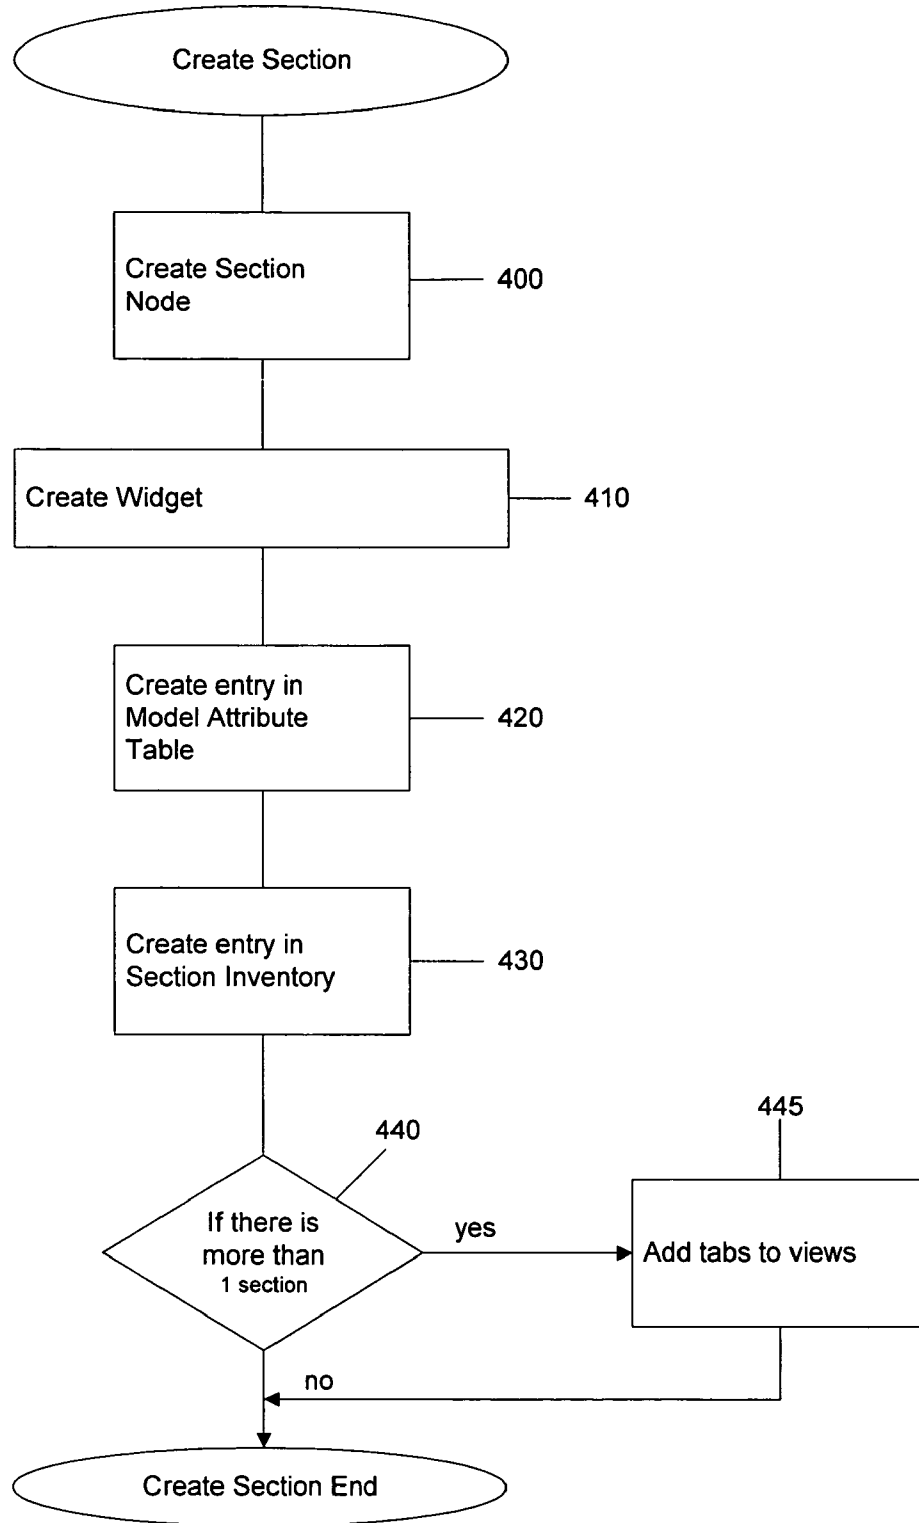 Create Section
Create Section
Node
400
Create Widget
410
Create entry in
Model Attribute
Table
420
Create entry in
Section Inventory
430
440
445
If there is
more than
1 section
yes
Add tabs to views
no
Create Section End